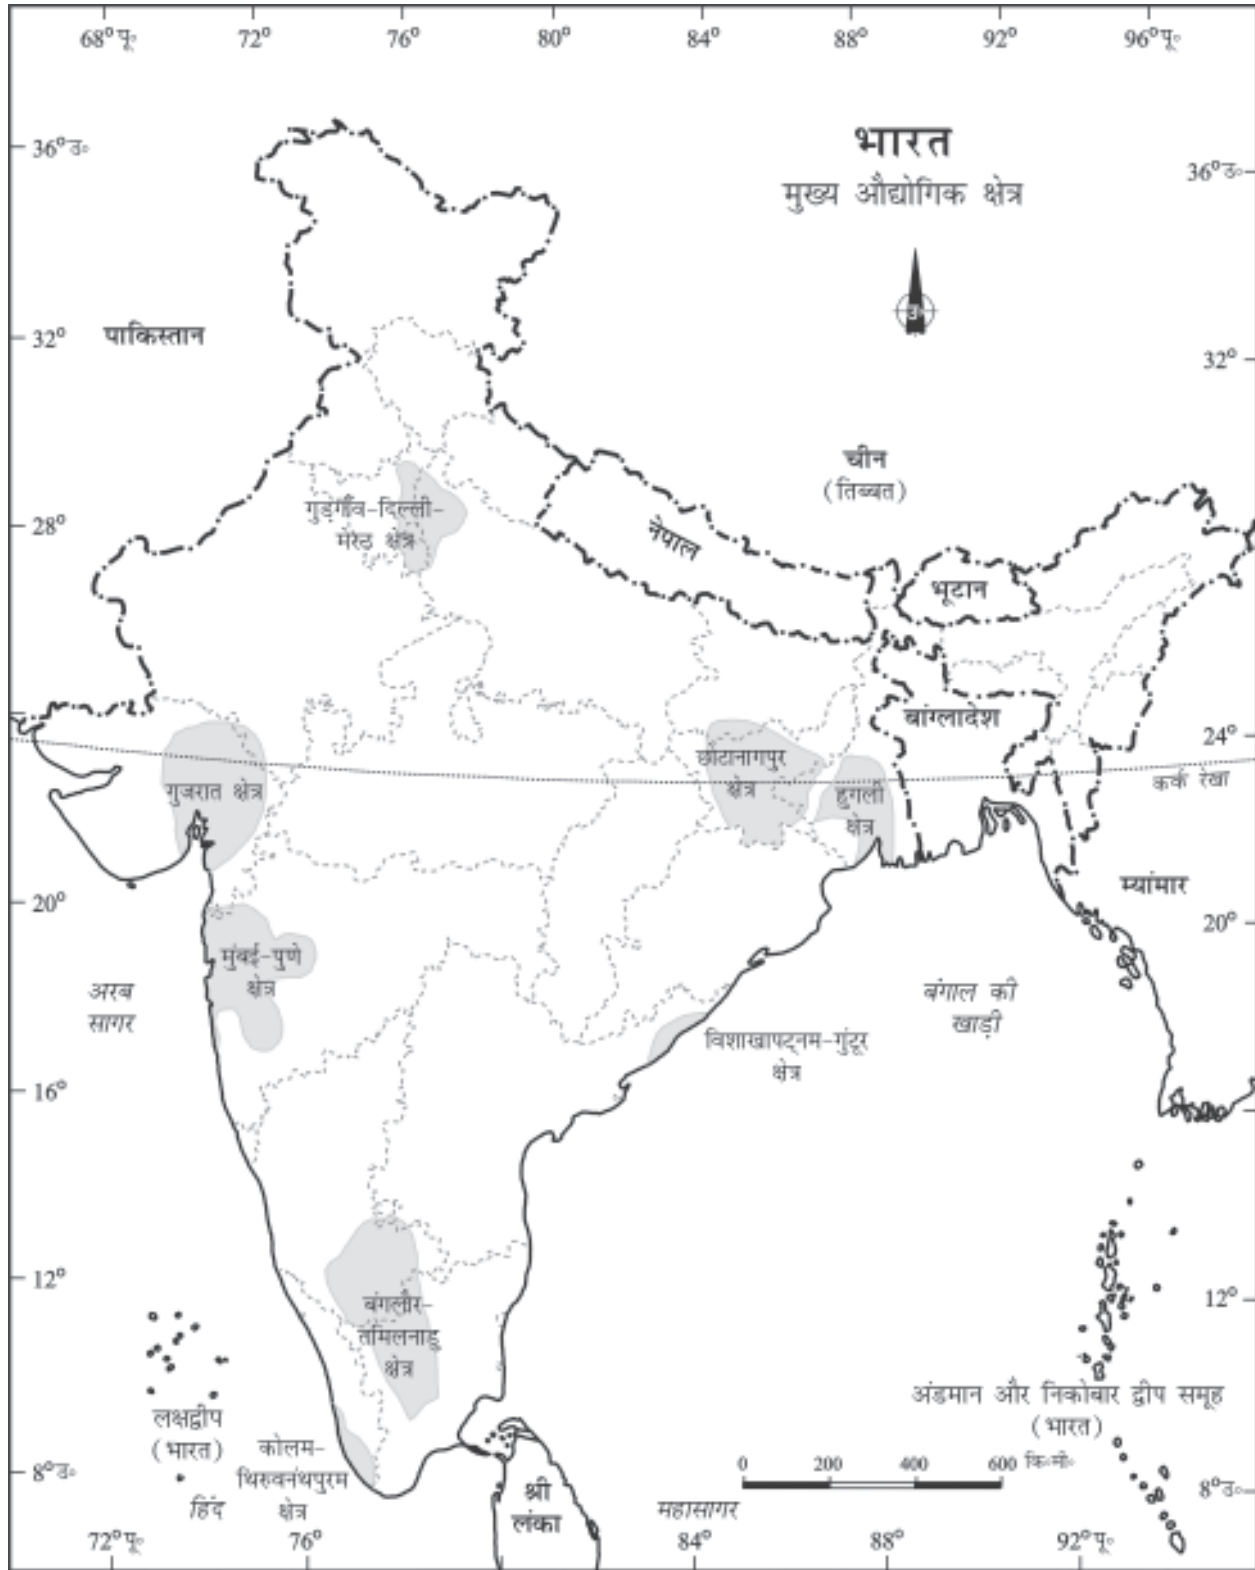 68°पू॰ 72° 76° 80° 84° 88° 92° 96°पू॰
भारत
मुख्य औद्योगिक क्षेत्र
36°उ॰ 36°उ॰
उ॰
32° पाकिस्तान 32°
चीन
(तिब्बत)
गुड़गाँव-दिल्ली-
मेरठ क्षेत्र
28° नेपाल 28°
भूटान
बांग्लादेश
24°
कर्क रेखा
छोटानागपुर
क्षेत्र
गुजरात क्षेत्र
हुगली
क्षेत्र
म्यांमार
20° 20°
मुंबई-पुणे
क्षेत्र
अरब
सागर
बंगाल की
खाड़ी
विशाखापट्नम-गुंटूर
क्षेत्र
16°
12° 12°
बंगलौर-
तमिलनाडु
क्षेत्र
अंडमान और निकोबार द्वीप समूह
(भारत)
लक्षद्वीप
(भारत)
कोलम-
थिरुवनंथपुरम
क्षेत्र
0 200 400 600 कि॰मी॰
8°उ॰ 8°उ॰
श्री
लंका
हिंद महासागर
72°पू॰ 76° 84° 88° 92°पू॰